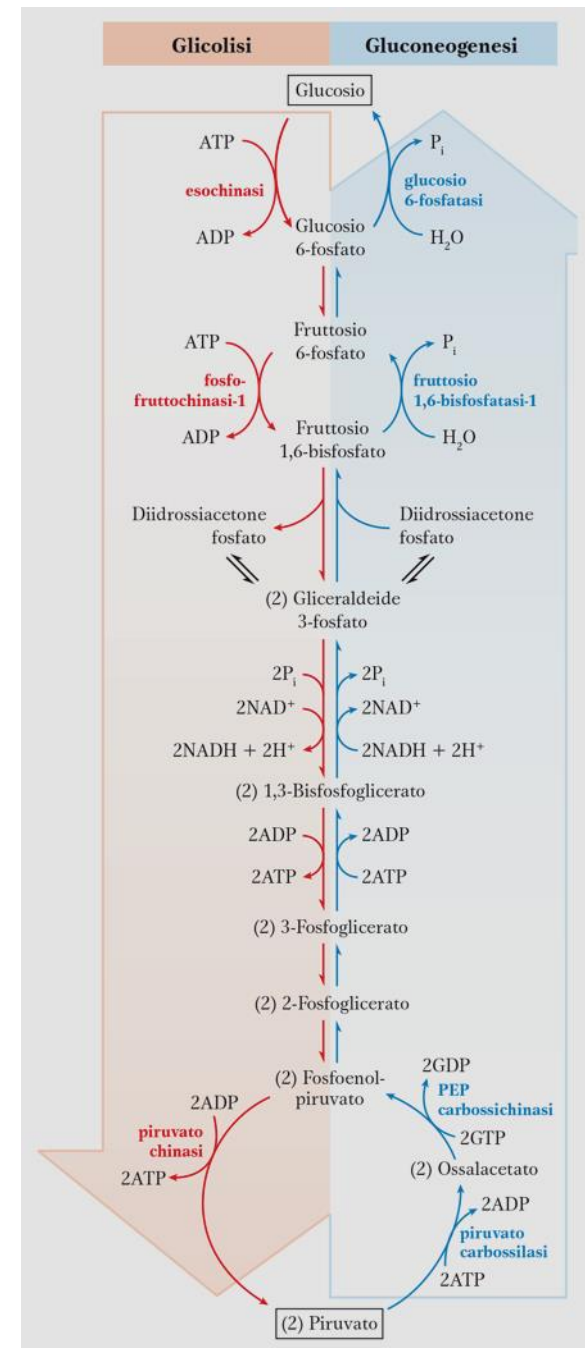 Glicolisi
Gluconeogenesi
Glucosio
ATP
esochinasi
ADP
P_i
glucosio
6-fosfatasi
H₂O
Glucosio
6-fosfato
Fruttosio
6-fosfato
ATP
fosfo-
fruttochinasi-1
ADP
P_i
fruttosio
1,6-bisfosfatasi-1
H₂O
Fruttosio
1,6-bisfosfato
Diidrossiacetone
fosfato
Diidrossiacetone
fosfato
(2) Gliceraldeide
3-fosfato
2P_i
2P_i
2NAD⁺
2NAD⁺
2NADH + 2H⁺
2NADH + 2H⁺
(2) 1,3-Bisfosfoglicerato
2ADP
2ADP
2ATP
2ATP
(2) 3-Fosfoglicerato
(2) 2-Fosfoglicerato
(2) Fosfoenol-
piruvato
2ADP
piruvato
chinasi
2ATP
2GDP
PEP
carbossichinasi
2GTP
(2) Ossalacetato
2ADP
piruvato
carbossilasi
2ATP
(2) Piruvato